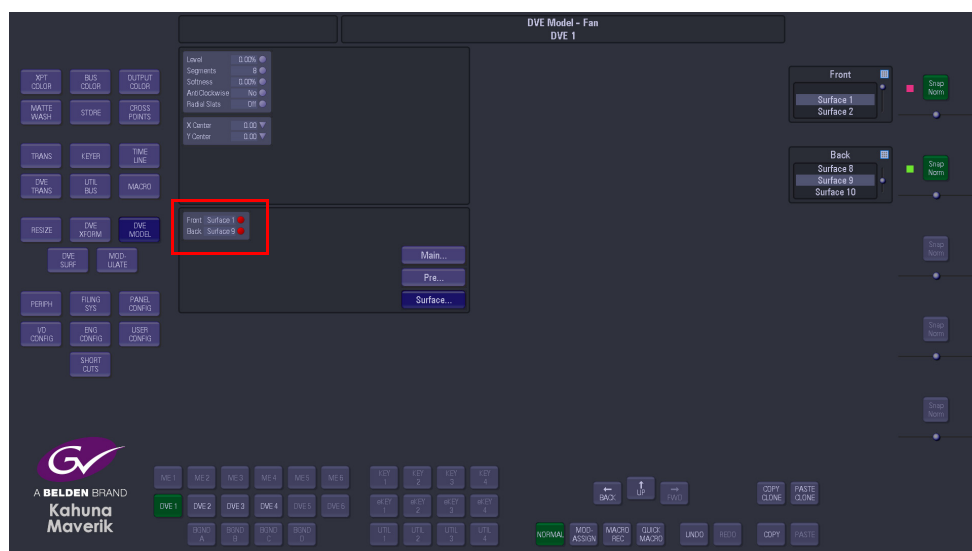 DVE Model - Fan
DVE 1
Level 0.00%
Segments 8
Softness 0.00%
AntiClockwise No
Radial Slats Off
X Center 0.00
Y Center 0.00
Front Surface 1
Back Surface 9
Main...
Pre...
Surface...
Front
Surface 1
Surface 2
Back
Surface 8
Surface 9
Surface 10
Snap
Norm
Snap
Norm
Snap
Norm
Snap
Norm
Snap
Norm
XPT
COLOR
BUS
COLOR
OUTPUT
COLOR
MATTE
WASH
STORE
CROSS
POINTS
TRANS
KEYER
TIME
LINE
DVE
TRANS
UTIL
BUS
MACRO
RESIZE
DVE
XFORM
DVE
MODEL
DVE
SURF
MOD-
ULATE
PERIPH
FILING
SYS
PANEL
CONFIG
I/O
CONFIG
ENG
CONFIG
USER
CONFIG
SHORT
CUTS
GV
A BELDEN BRAND
Kahuna
Maverik
ME 1 ME 2 ME 3 ME 4 ME 5 ME 6
DVE 1 DVE 2 DVE 3 DVE 4 DVE 5 DVE 6
BGND
A
BGND
B
BGND
C
BGND
D
KEY
1
KEY
2
KEY
3
KEY
4
eKEY
1
eKEY
2
eKEY
3
eKEY
4
UTIL
1
UTIL
2
UTIL
3
UTIL
4
BACK
UP
FWD
COPY
CLONE
PASTE
CLONE
NORMAL
MOD-
ASSIGN
MACRO
REC
QUICK
MACRO
UNDO
REDO
COPY
PASTE